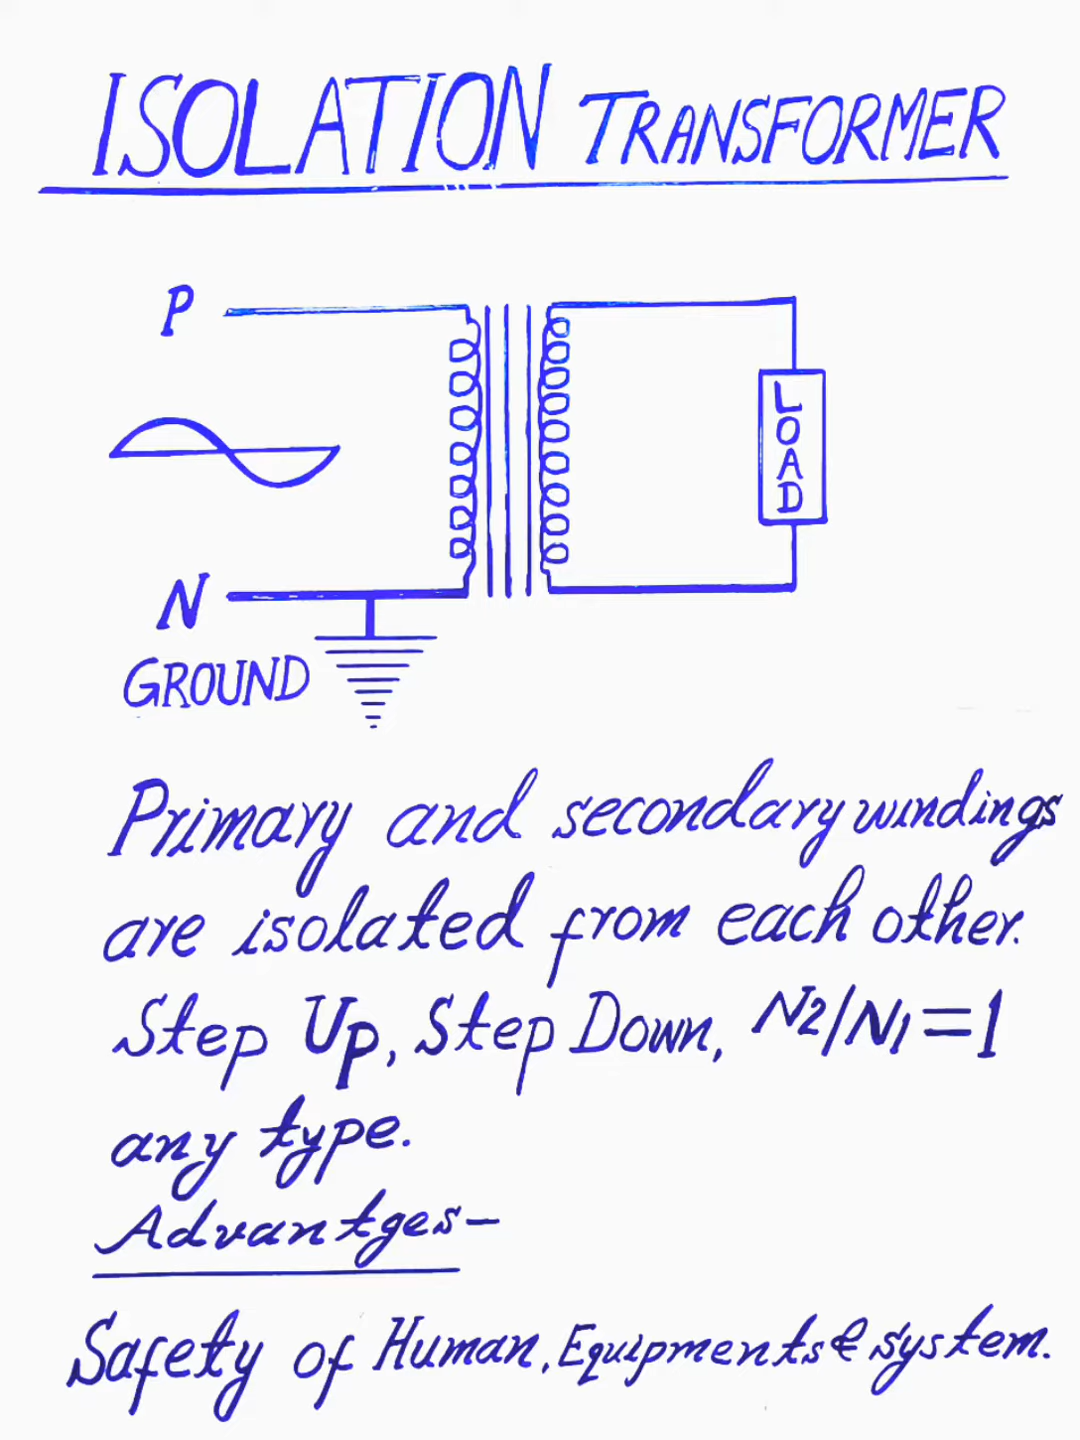 ISOLATION TRANSFORMER
P
LOAD
N
GROUND
Primary and secondary windings
are isolated from each other.
Step Up, Step Down, N2/N1=1
any type.
Advantges-
Safety of Human, Equipments & system.